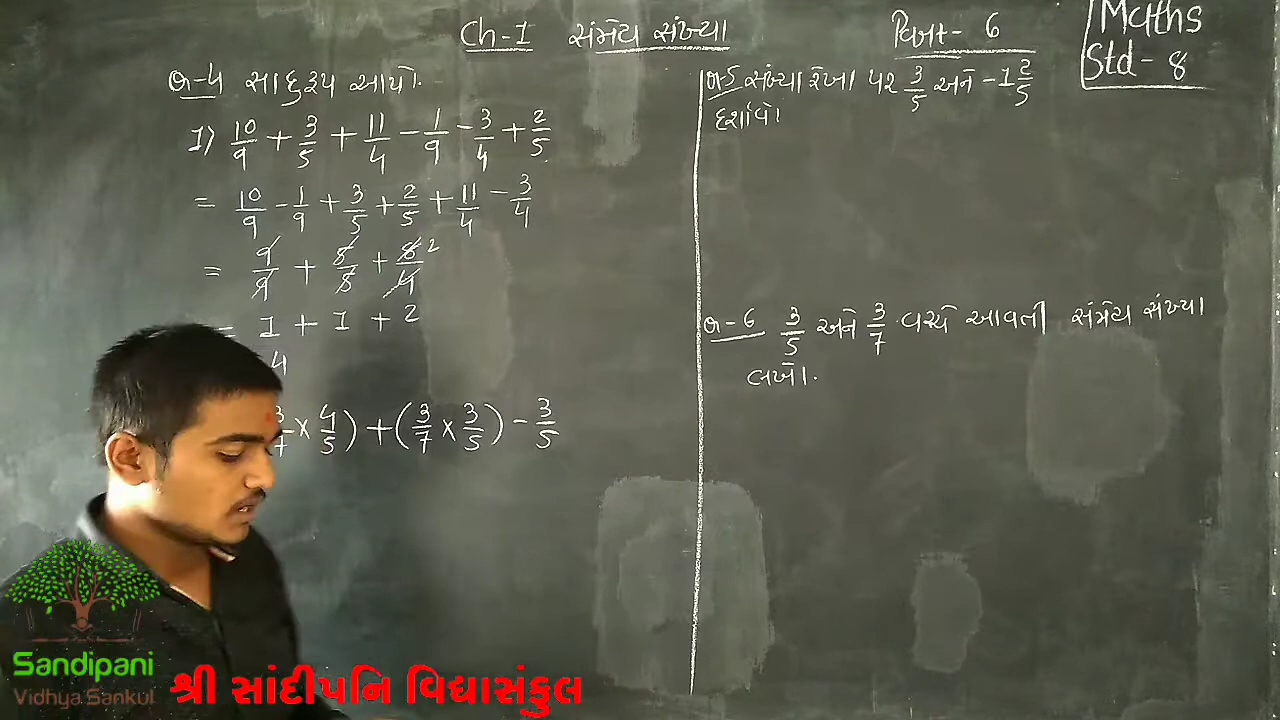 Ch-1 સંમેય સંખ્યા
વિભા- 6
Maths
Std - 8
પ્ર-4 સાદુરૂપ આપો.
1) 10/9 + 3/5 + 11/4 - 1/9 - 3/4 + 2/5
= 10/9 - 1/9 + 3/5 + 2/5 + 11/4 - 3/4
= 9/9 + 5/5 + 8/4 2
= 1 + 1 + 2
4
3/7 × 4/5) + (3/7 × 3/5) - 3/5
પ્ર-5 સંખ્યા રેખા પર 3/5 અને -1 2/5
દર્શાવો
પ્ર-6 3/5 અને 3/7 વચ્ચે આવતી સંમેય સંખ્યા
લખો.
Sandipani
Vidhya Sankul
શ્રી સાંદીપનિ વિદ્યાસંકુલ